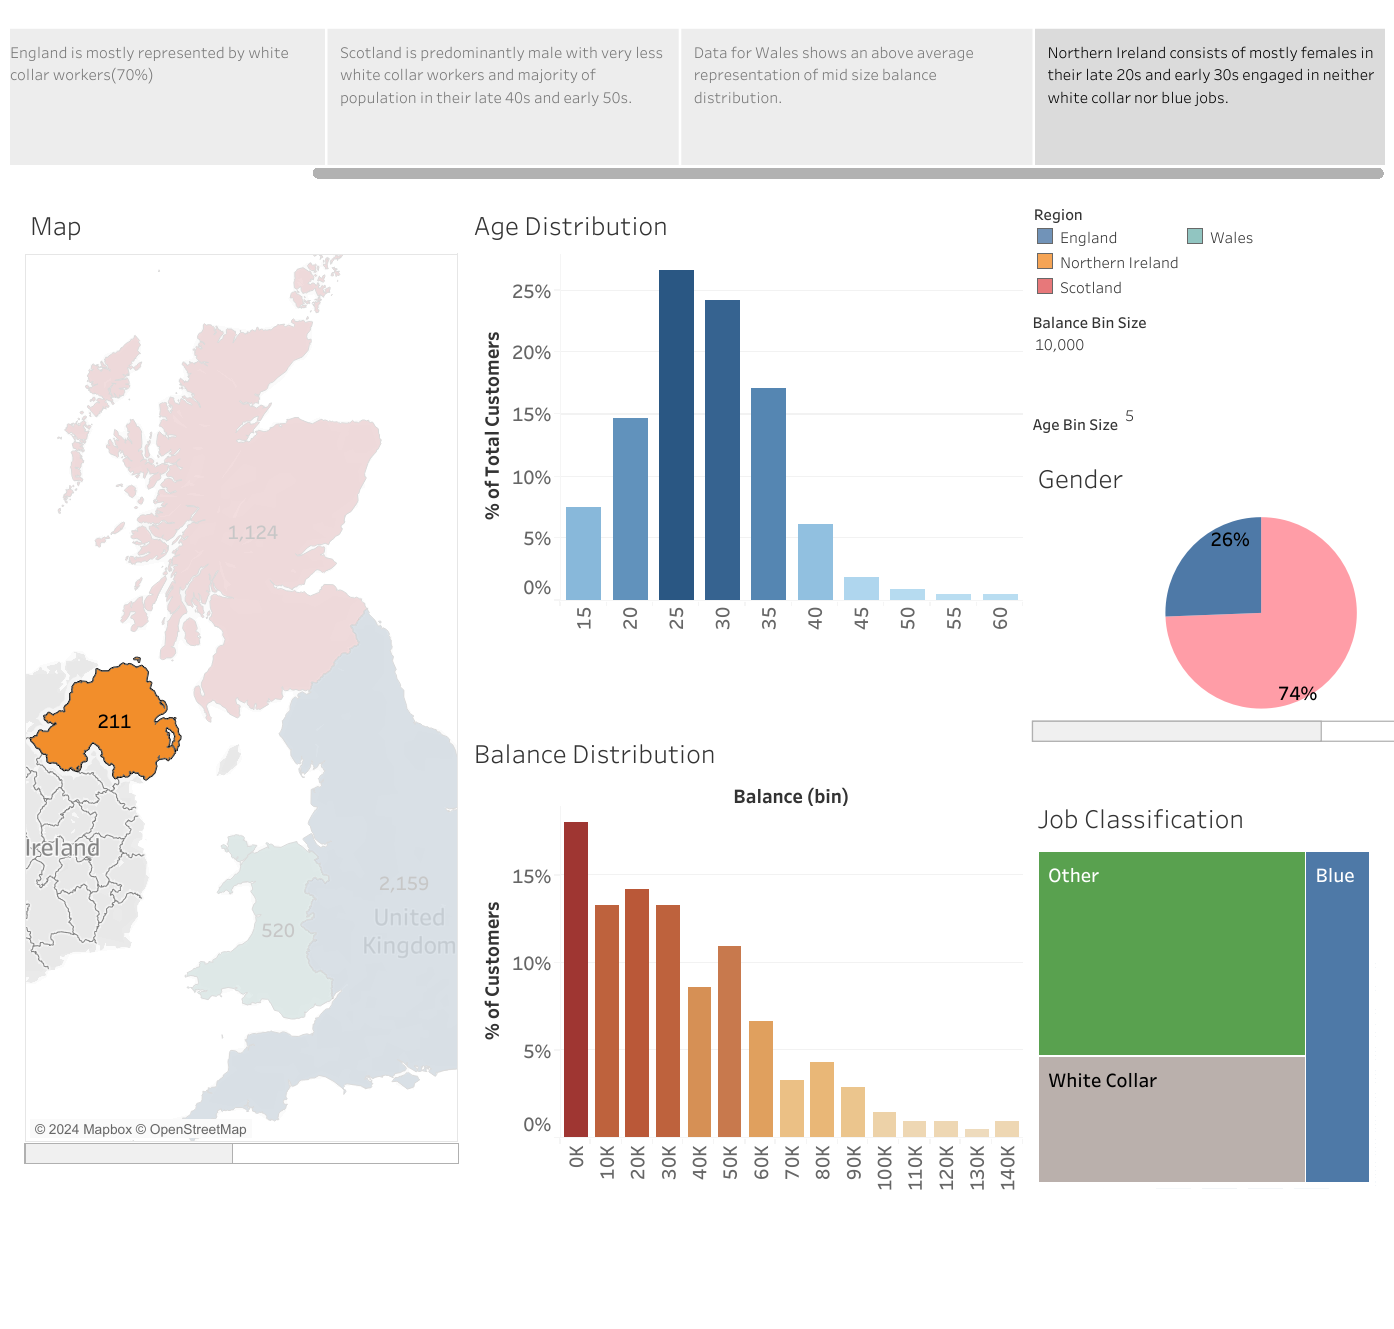 England is mostly represented by white
collar workers(70%)
Scotland is predominantly male with very less
white collar workers and majority of
population in their late 40s and early 50s.
Data for Wales shows an above average
representation of mid size balance
distribution.
Northern Ireland consists of mostly females in
their late 20s and early 30s engaged in neither
white collar nor blue jobs.
Map
1,124
211
Ireland
2,159
United
Kingdom
520
© 2024 Mapbox © OpenStreetMap
Age Distribution
% of Total Customers
25%
20%
15%
10%
5%
0%
15
20
25
30
35
40
45
50
55
60
Balance Distribution
Balance (bin)
% of Customers
15%
10%
5%
0%
0K
10K
20K
30K
40K
50K
60K
70K
80K
90K
100K
110K
120K
130K
140K
Region
England
Wales
Northern Ireland
Scotland
Balance Bin Size
10,000
Age Bin Size 5
Gender
26%
74%
Job Classification
Other
Blue
White Collar